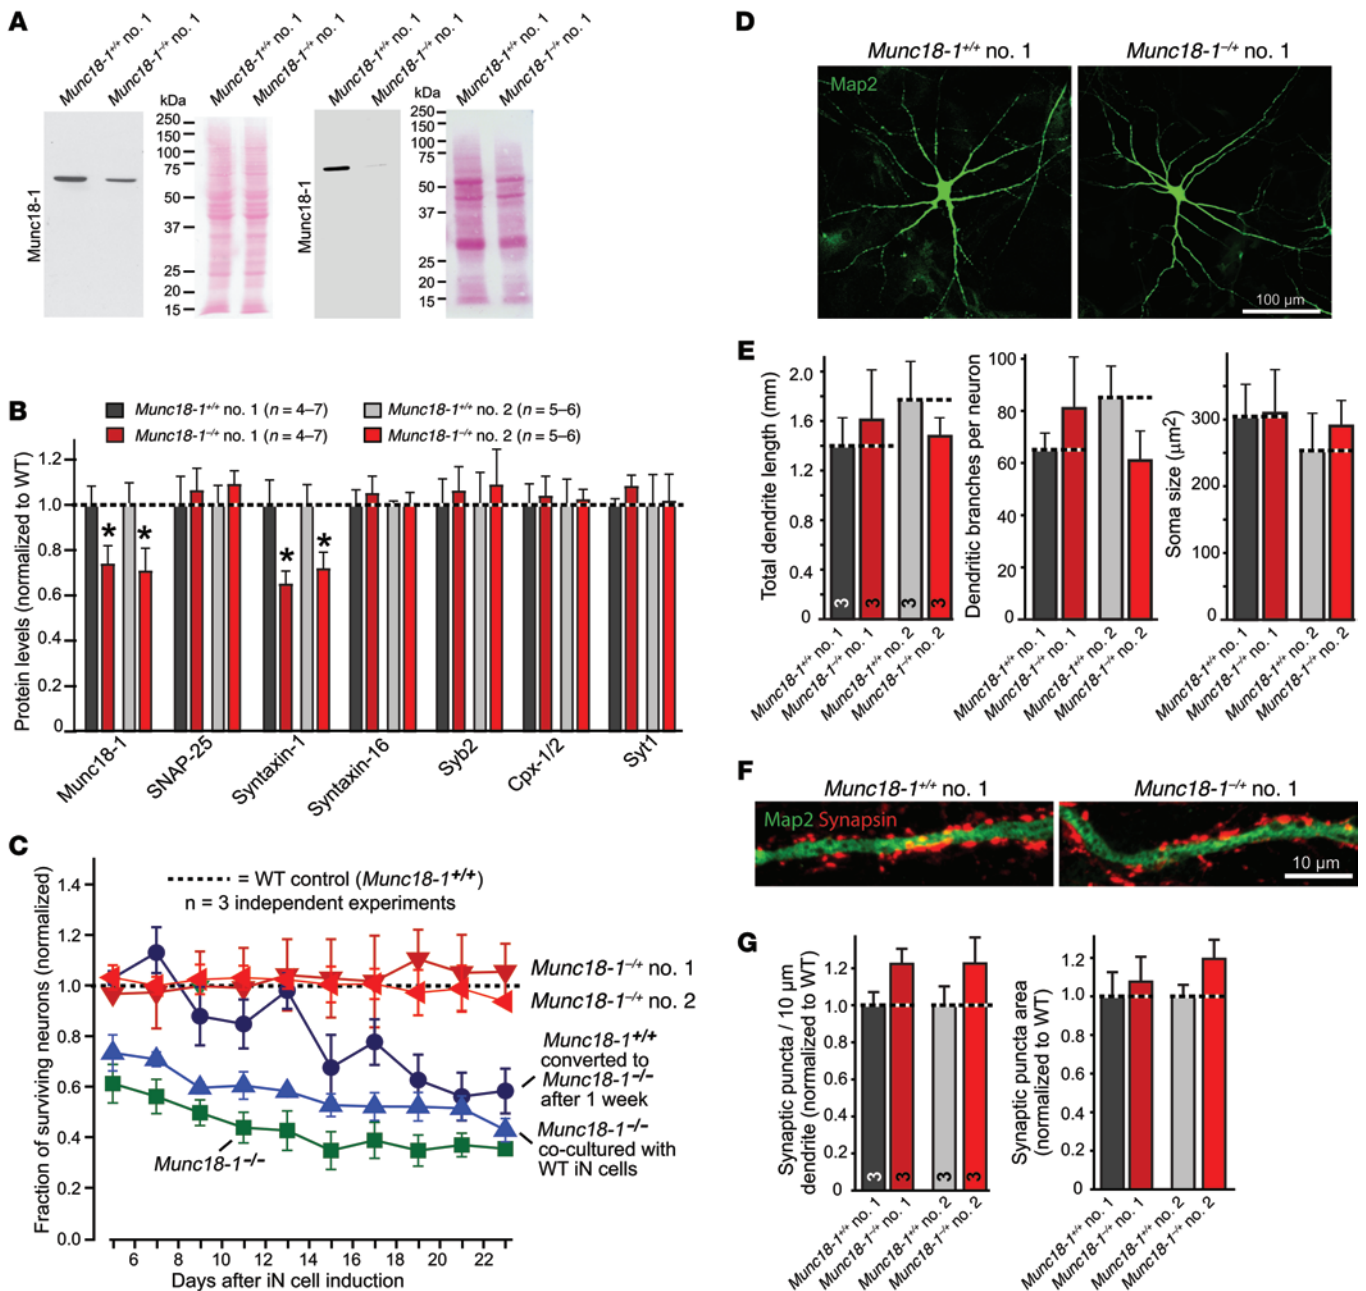 A
Munc18-1+/+ no. 1
Munc18-1−/+ no. 1
Munc18-1+/+ no. 1
Munc18-1−/+ no. 1
Munc18-1+/+ no. 1
Munc18-1−/+ no. 1
Munc18-1+/+ no. 1
Munc18-1−/+ no. 1
Munc18-1
kDa
250
150
100
75
50
37
25
20
15
Munc18-1
kDa
250
150
100
75
50
37
25
20
15
B
Munc18-1+/+ no. 1 (n = 4–7)
Munc18-1+/+ no. 2 (n = 5–6)
Munc18-1−/+ no. 1 (n = 4–7)
Munc18-1−/+ no. 2 (n = 5–6)
Protein levels (normalized to WT)
1.2
1.0
0.8
0.6
0.4
0.2
0
* * * *
Munc18-1
SNAP-25
Syntaxin-1
Syntaxin-16
Syb2
Cpx-1/2
Syt1
C
Fraction of surviving neurons (normalized)
1.4
1.2
1.0
0.8
0.6
0.4
0.2
0.0
= WT control (Munc18-1+/+)
n = 3 independent experiments
Munc18-1−/+ no. 1
Munc18-1−/+ no. 2
Munc18-1+/+
converted to
Munc18-1−/−
after 1 week
Munc18-1−/−
co-cultured with
WT iN cells
Munc18-1−/−
6 8 10 12 14 16 18 20 22
Days after iN cell induction
D
Munc18-1+/+ no. 1
Munc18-1−/+ no. 1
Map2
100 µm
E
Total dendrite length (mm)
2.0
1.6
1.2
1.6
0.4
0
3 3 3 3
Munc18-1+/+ no. 1
Munc18-1−/+ no. 1
Munc18-1+/+ no. 2
Munc18-1−/+ no. 2
Dendritic branches per neuron
100
80
60
40
20
0
Munc18-1+/+ no. 1
Munc18-1−/+ no. 1
Munc18-1+/+ no. 2
Munc18-1−/+ no. 2
Soma size (µm2)
300
200
100
0
Munc18-1+/+ no. 1
Munc18-1−/+ no. 1
Munc18-1+/+ no. 2
Munc18-1−/+ no. 2
F
Munc18-1+/+ no. 1
Munc18-1−/+ no. 1
Map2 Synapsin
10 µm
G
Synaptic puncta / 10 µm
dendrite (normalized to WT)
1.2
1.0
0.8
0.6
0.4
0.2
0
3 3 3 3
Munc18-1+/+ no. 1
Munc18-1−/+ no. 1
Munc18-1+/+ no. 2
Munc18-1−/+ no. 2
Synaptic puncta area
(normalized to WT)
1.2
1.0
0.8
0.6
0.4
0.2
0
Munc18-1+/+ no. 1
Munc18-1−/+ no. 1
Munc18-1+/+ no. 2
Munc18-1−/+ no. 2